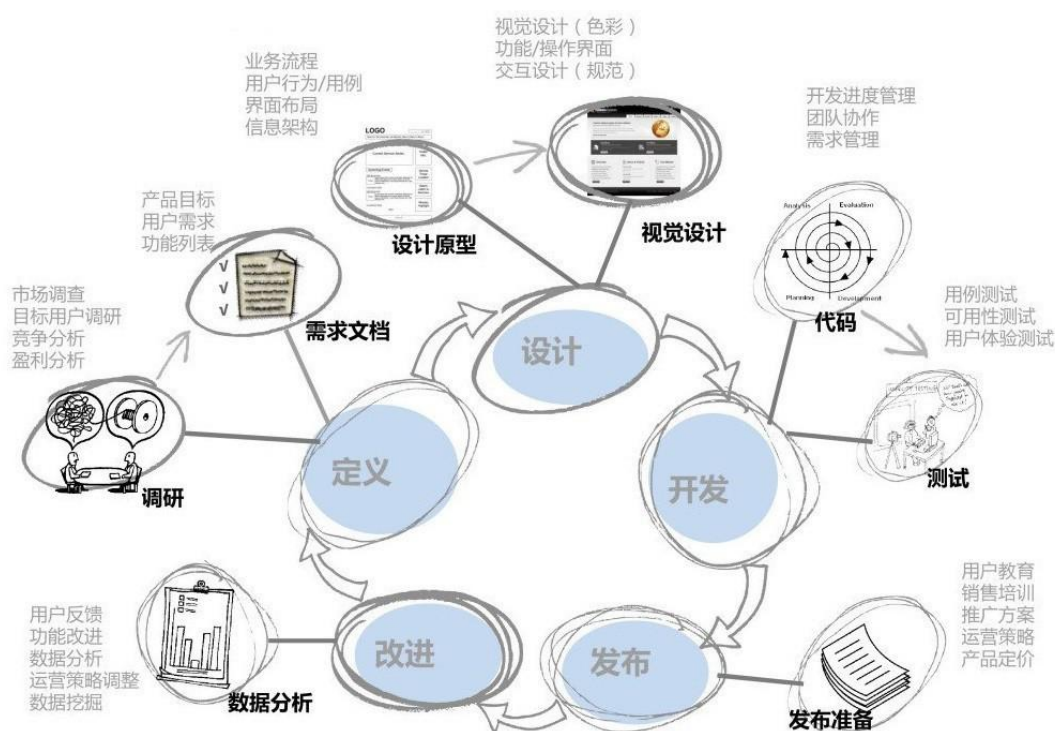 视觉设计（色彩）
功能/操作界面
交互设计（规范）
业务流程
用户行为/用例
界面布局
信息架构
开发进度管理
团队协作
需求管理
LOGO
设计原型
视觉设计
产品目标
用户需求
功能列表
Analysis
Evaluation
Planning
Development
代码
市场调查
目标用户调研
竞争分析
盈利分析
需求文档
用例测试
可用性测试
用户体验测试
设计
调研
定义
开发
测试
用户教育
销售培训
推广方案
运营策略
产品定价
用户反馈
功能改进
数据分析
运营策略调整
数据挖掘
改进
发布
数据分析
发布准备